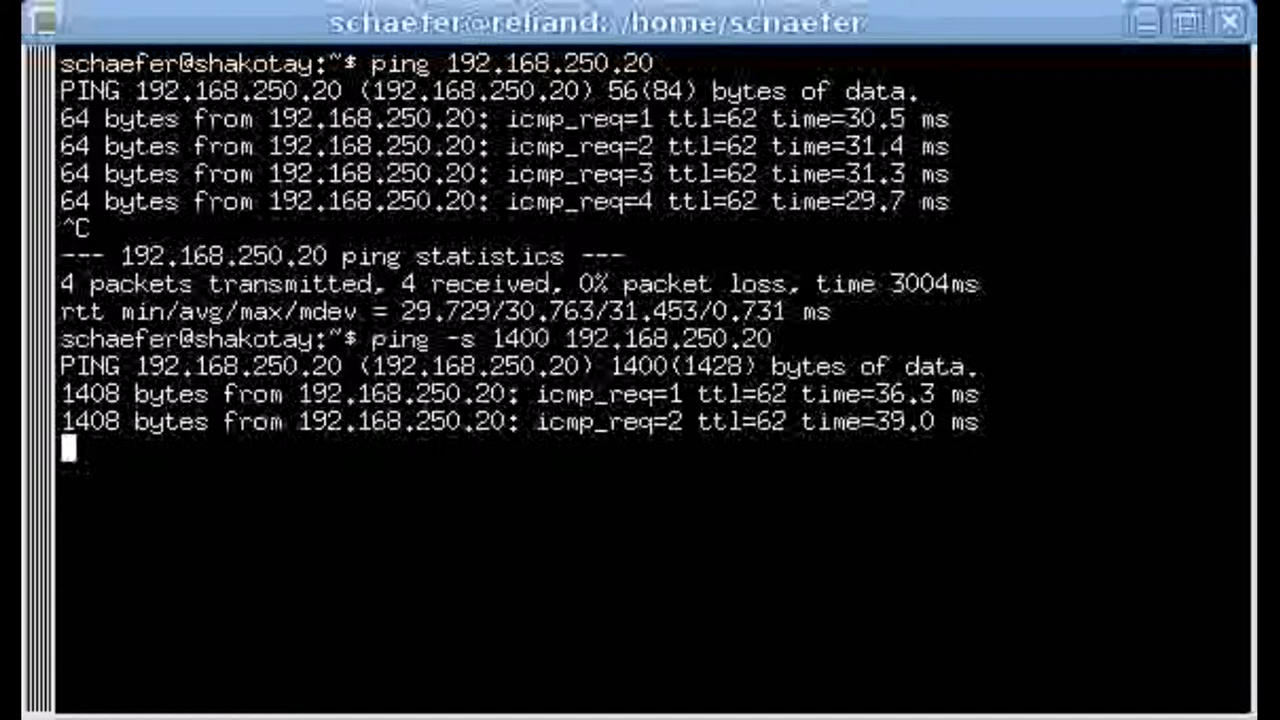 schaefer@reliand: /home/schaefer
schaefer@shakotay:~$ ping 192.168.250.20
PING 192.168.250.20 (192.168.250.20) 56(84) bytes of data.
64 bytes from 192.168.250.20: icmp_req=1 ttl=62 time=30.5 ms
64 bytes from 192.168.250.20: icmp_req=2 ttl=62 time=31.4 ms
64 bytes from 192.168.250.20: icmp_req=3 ttl=62 time=31.3 ms
64 bytes from 192.168.250.20: icmp_req=4 ttl=62 time=29.7 ms
^C
--- 192.168.250.20 ping statistics ---
4 packets transmitted, 4 received, 0% packet loss, time 3004ms
rtt min/avg/max/mdev = 29.729/30.763/31.453/0.731 ms
schaefer@shakotay:~$ ping -s 1400 192.168.250.20
PING 192.168.250.20 (192.168.250.20) 1400(1428) bytes of data.
1408 bytes from 192.168.250.20: icmp_req=1 ttl=62 time=36.3 ms
1408 bytes from 192.168.250.20: icmp_req=2 ttl=62 time=39.0 ms